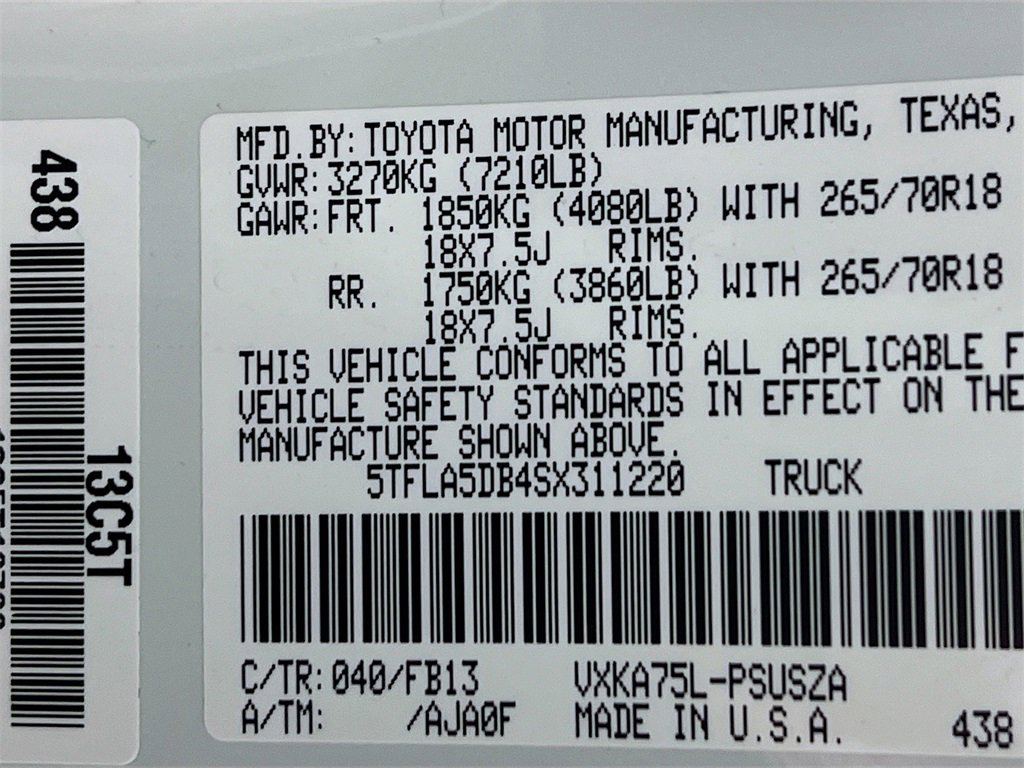 438
13C5T
MFD.BY:TOYOTA MOTOR MANUFACTURING, TEXAS,
GVWR:3270KG (7210LB)
GAWR:FRT. 1850KG (4080LB) WITH 265/70R18
18X7.5J RIMS.
RR. 1750KG (3860LB) WITH 265/70R18
18X7.5J RIMS.
THIS VEHICLE CONFORMS TO ALL APPLICABLE F
VEHICLE SAFETY STANDARDS IN EFFECT ON THE
MANUFACTURE SHOWN ABOVE.
5TFLA5DB4SX311220 TRUCK
C/TR:040/FB13 VXKA75L-PSUSZA
A/TM: /AJA0F MADE IN U.S.A. 438